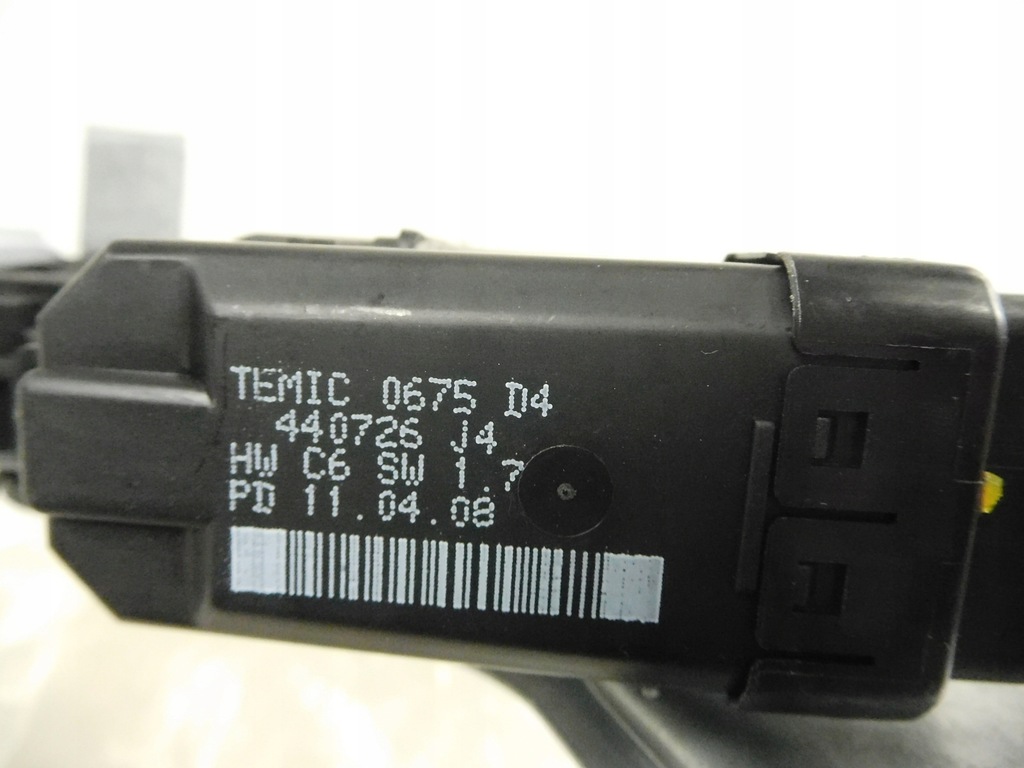 TEMIC 0675 D4
440726 J4
HW C6 SW 1.7
PD 11.04.08